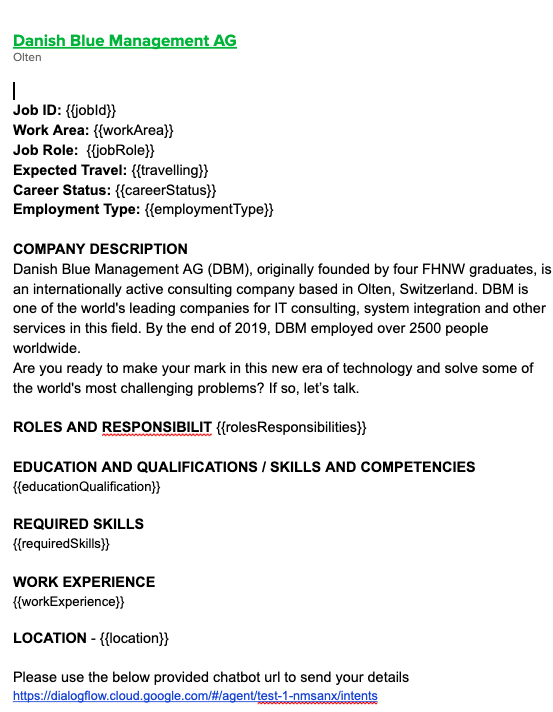 Danish Blue Management AG
Olten
Job ID: {{jobId}}
Work Area: {{workArea}}
Job Role:  {{jobRole}}
Expected Travel: {{travelling}}
Career Status: {{careerStatus}}
Employment Type: {{employmentType}}
COMPANY DESCRIPTION
Danish Blue Management AG (DBM), originally founded by four FHNW graduates, is
an internationally active consulting company based in Olten, Switzerland. DBM is
one of the world's leading companies for IT consulting, system integration and other
services in this field. By the end of 2019, DBM employed over 2500 people
worldwide.
Are you ready to make your mark in this new era of technology and solve some of
the world's most challenging problems? If so, let’s talk.
ROLES AND RESPONSIBILIT {{rolesResponsibilities}}
EDUCATION AND QUALIFICATIONS / SKILLS AND COMPETENCIES
{{educationQualification}}
REQUIRED SKILLS
{{requiredSkills}}
WORK EXPERIENCE
{{workExperience}}
LOCATION - {{location}}
Please use the below provided chatbot url to send your details
https://dialogflow.cloud.google.com/#/agent/test-1-nmsanx/intents